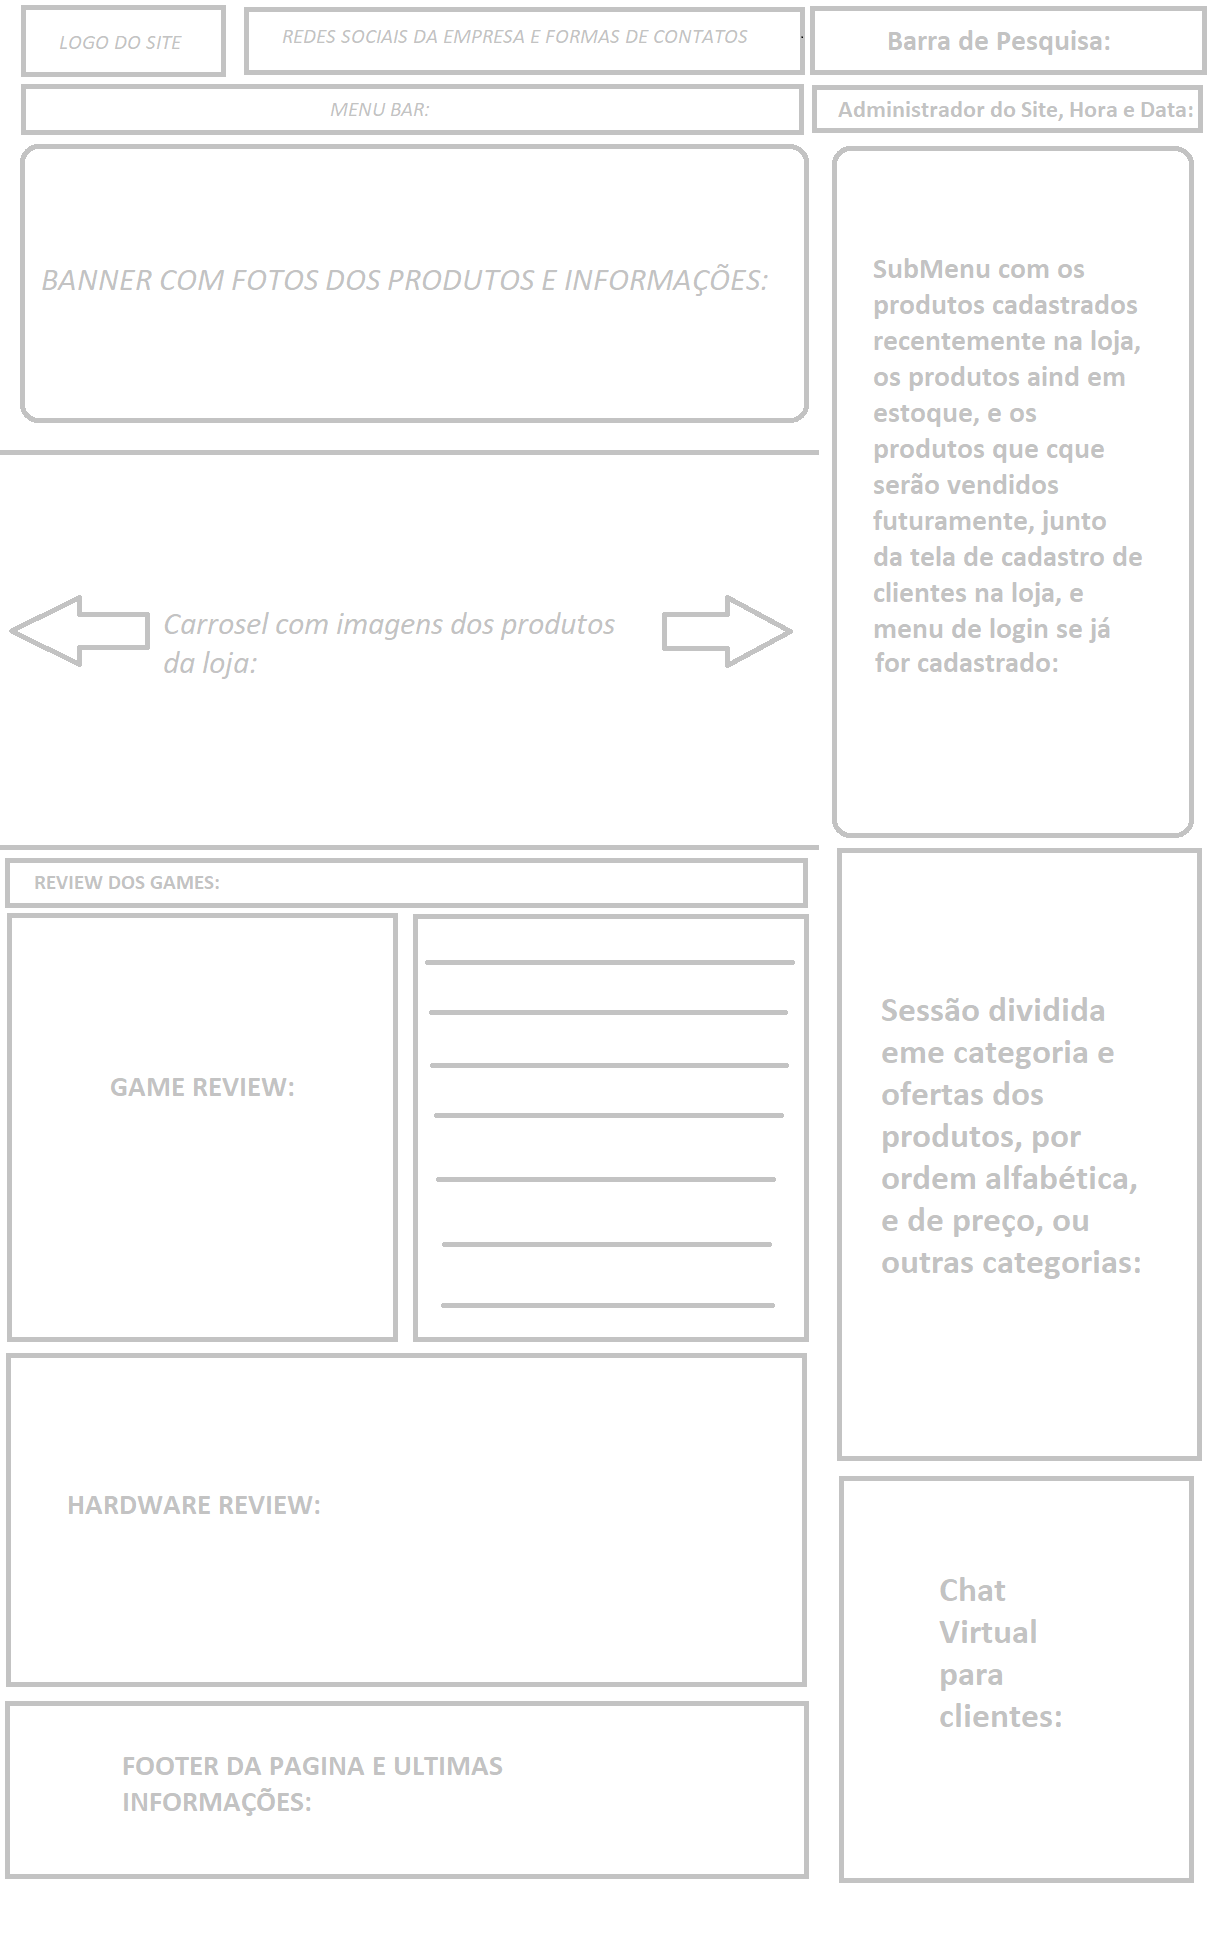 LOGO DO SITE
REDES SOCIAIS DA EMPRESA E FORMAS DE CONTATOS
Barra de Pesquisa:
MENU BAR:
Administrador do Site, Hora e Data:
BANNER COM FOTOS DOS PRODUTOS E INFORMAÇÕES:
SubMenu com os
produtos cadastrados
recentemente na loja,
os produtos aind em
estoque, e os
produtos que cque
serão vendidos
futuramente, junto
da tela de cadastro de
clientes na loja, e
menu de login se já
for cadastrado:
Carrosel com imagens dos produtos
da loja:
REVIEW DOS GAMES:
GAME REVIEW:
Sessão dividida
eme categoria e
ofertas dos
produtos, por
ordem alfabética,
e de preço, ou
outras categorias:
HARDWARE REVIEW:
Chat
Virtual
para
clientes:
FOOTER DA PAGINA E ULTIMAS
INFORMAÇÕES: